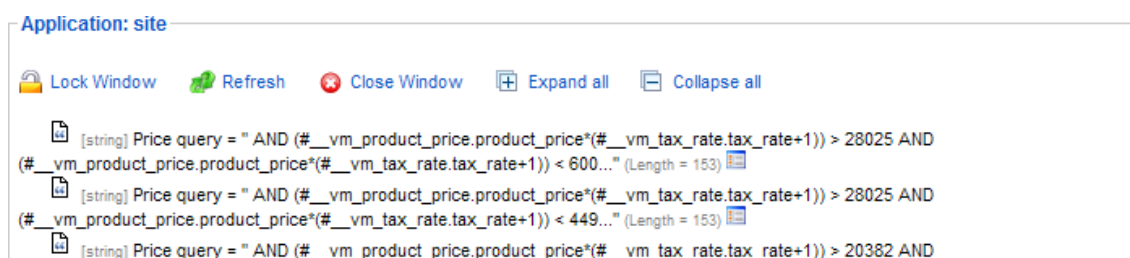 Application: site
Lock Window Refresh Close Window Expand all Collapse all
[string] Price query = " AND (#__vm_product_price.product_price*(#__vm_tax_rate.tax_rate+1)) > 28025 AND
(#__vm_product_price.product_price*(#__vm_tax_rate.tax_rate+1)) < 600..." (Length = 153)
[string] Price query = " AND (#__vm_product_price.product_price*(#__vm_tax_rate.tax_rate+1)) > 28025 AND
(#__vm_product_price.product_price*(#__vm_tax_rate.tax_rate+1)) < 449..." (Length = 153)
[string] Price query = " AND (#__vm_product_price.product_price*(#__vm_tax_rate.tax_rate+1)) > 20382 AND